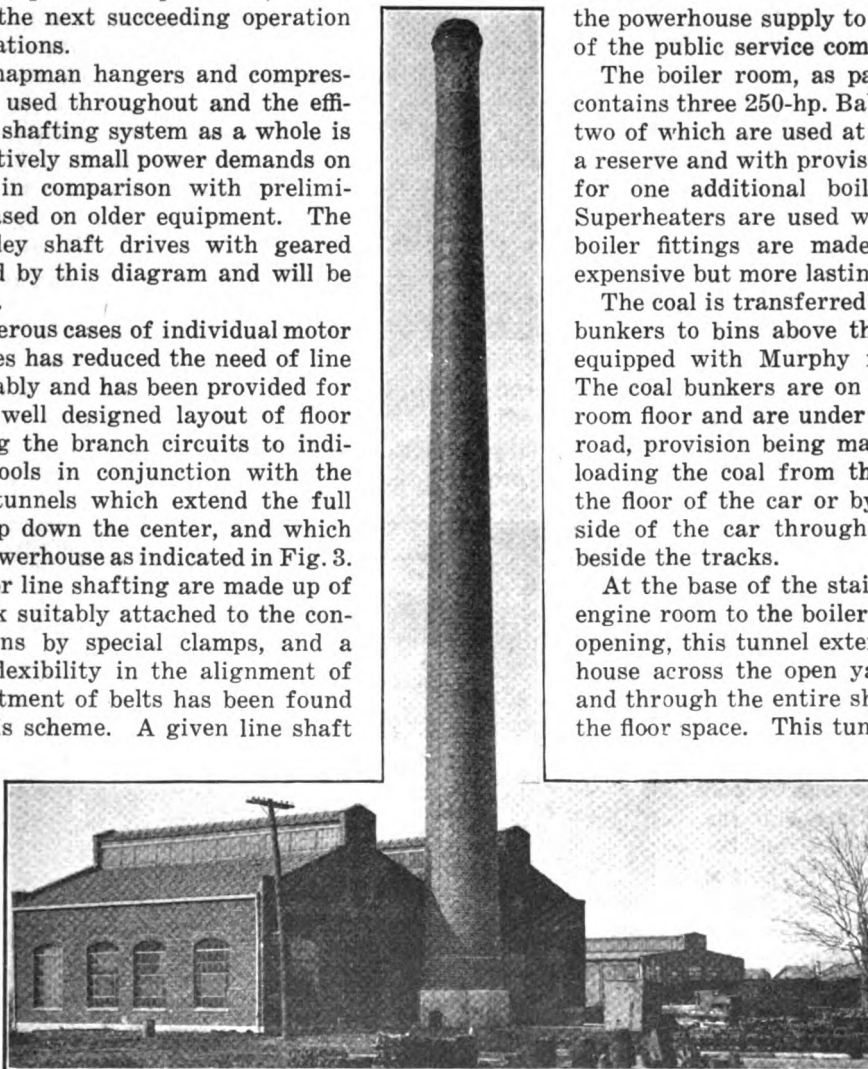 the next succeeding operation
ations.
hapman hangers and compres-
used throughout and the effi-
shafting system as a whole is
tively small power demands on
in comparison with prelimi-
ased on older equipment. The
ley shaft drives with geared
d by this diagram and will be
erous cases of individual motor
es has reduced the need of line
ably and has been provided for
well designed layout of floor
g the branch circuits to indi-
ools in conjunction with the
tunnels which extend the full
p down the center, and which
werhouse as indicated in Fig. 3.
or line shafting are made up of
k suitably attached to the con-
ns by special clamps, and a
lexibility in the alignment of
tment of belts has been found
is scheme. A given line shaft
the powerhouse supply to
of the public service com
The boiler room, as pa
contains three 250-hp. Ba
two of which are used at
a reserve and with provis
for one additional boil
Superheaters are used w
boiler fittings are made
expensive but more lastin
The coal is transferred
bunkers to bins above th
equipped with Murphy
The coal bunkers are on
room floor and are under
road, provision being ma
loading the coal from th
the floor of the car or by
side of the car through
beside the tracks.
At the base of the stai
engine room to the boiler
opening, this tunnel exte
house across the open ya
and through the entire sh
the floor space. This tun